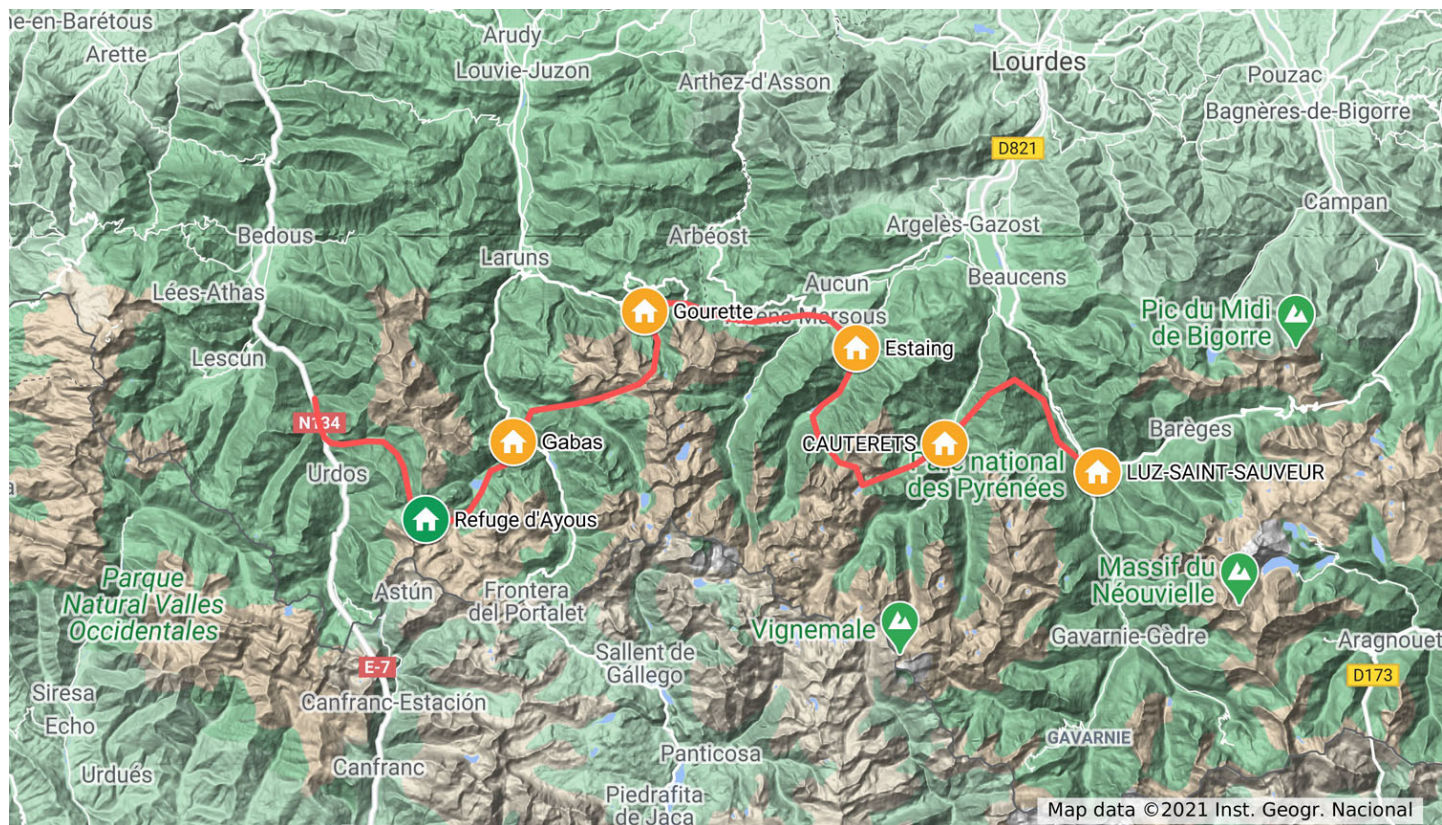 ne-en-Barétous
Arette
Arudy
Louvie-Juzon
Arthez-d'Asson
Lourdes
Pouzac
Bagnères-de-Bigorre
D821
Campan
Bedous
Laruns
Arbéost
Argelès-Gazost
Aucun
Beaucens
Lées-Athas
Lescun
Gourette
ens-Marsous
Estaing
Pic du Midi
de Bigorre
N134
Urdos
Gabas
CAUTERETS
Parc national
des Pyrénées
Barèges
LUZ-SAINT-SAUVEUR
a
Refuge d'Ayous
Parque
Natural Valles
Occidentales
Astún
Frontera
del Portalet
Massif du
Néouvielle
Vignemale
Gavarnie-Gèdre
Aragnouet
Sallent de
Gállego
E-7
D173
Siresa
Echo
Canfranc-Estación
GAVARNIE
Panticosa
Urdués
Canfranc
Piedrafita
de Jaca
Map data ©2021 Inst. Geogr. Nacional